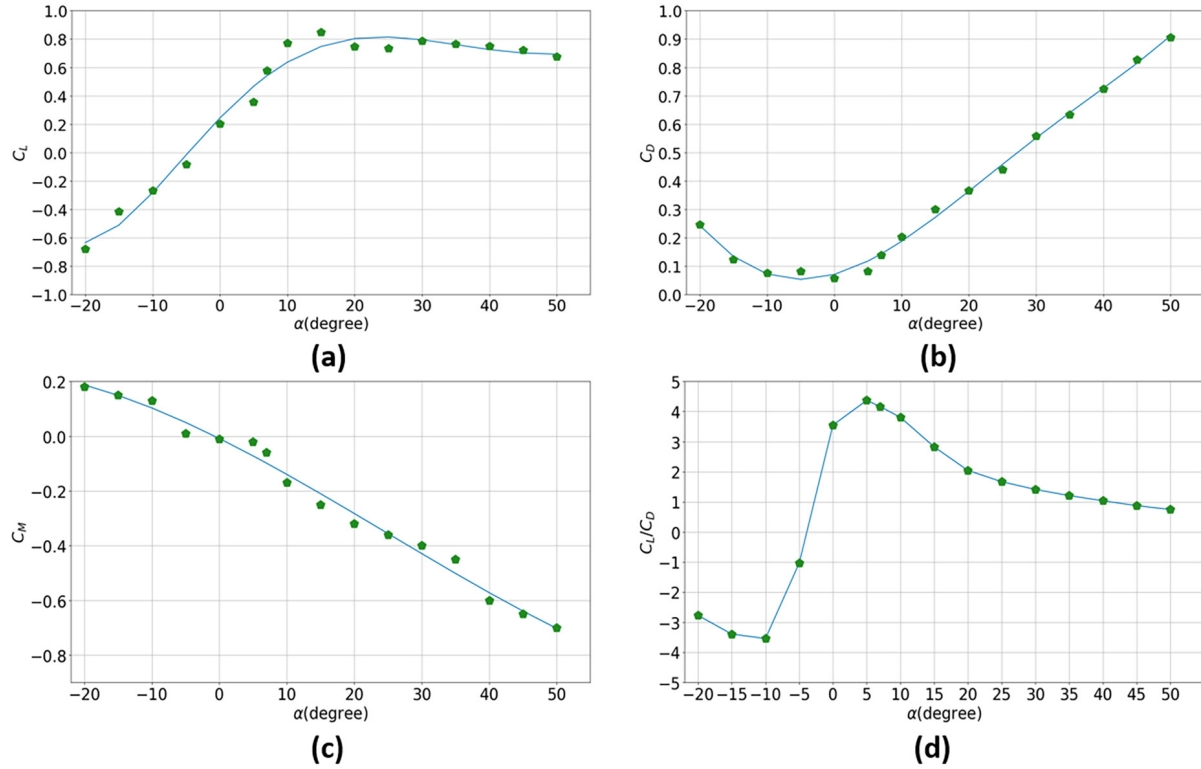 1.0
0.8
0.6
0.4
0.2
0.0
−0.2
−0.4
−0.6
−0.8
−1.0
C_L
−20 −10 0 10 20 30 40 50
α(degree)
(a)
1.0
0.9
0.8
0.7
0.6
0.5
0.4
0.3
0.2
0.1
0.0
C_D
−20 −10 0 10 20 30 40 50
α(degree)
(b)
0.2
0.0
−0.2
−0.4
−0.6
−0.8
C_M
−20 −10 0 10 20 30 40 50
α(degree)
(c)
5
4
3
2
1
0
−1
−2
−3
−4
−5
C_L/C_D
−20 −15 −10 −5 0 5 10 15 20 25 30 35 40 45 50
α(degree)
(d)